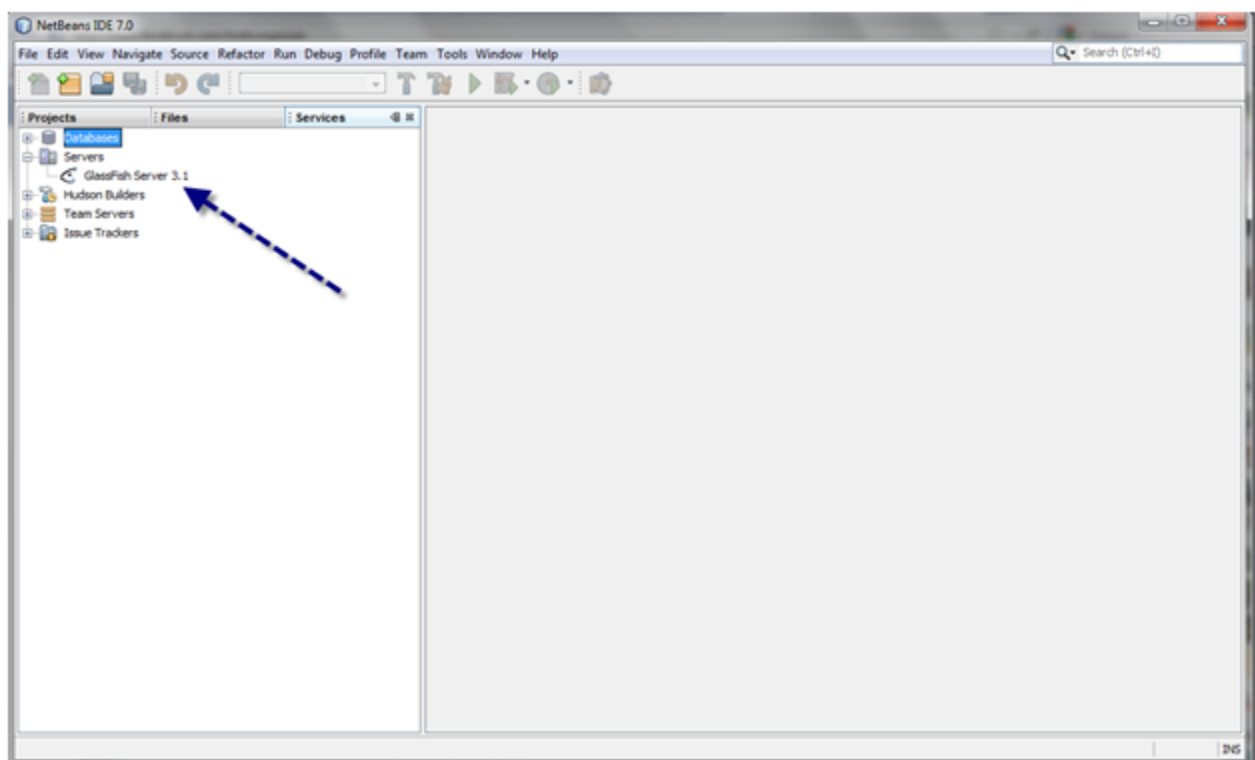 NetBeans IDE 7.0
File Edit View Navigate Source Refactor Run Debug Profile Team Tools Window Help
Search (Ctrl+I)
Projects Files Services
Databases
Servers
GlassFish Server 3.1
Hudson Builders
Team Servers
Issue Trackers
INS